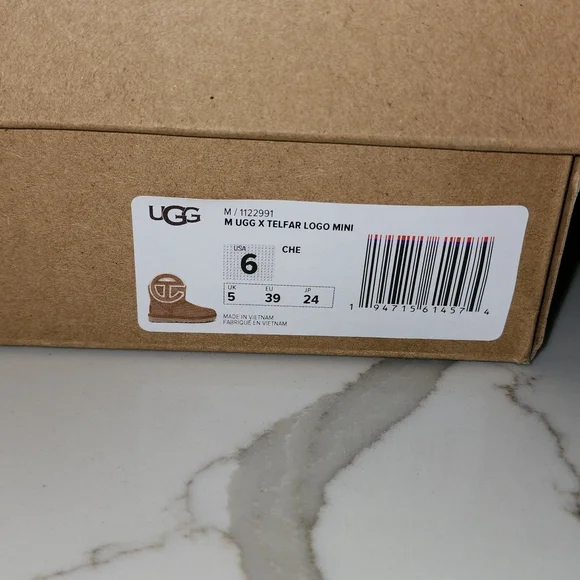 UGG
M / 1122991
M UGG X TELFAR LOGO MINI
USA
6
CHE
UK EU JP
5 39 24
MADE IN VIETNAM
FABRIQUÉ EN VIETNAM
1 94715 61457 4